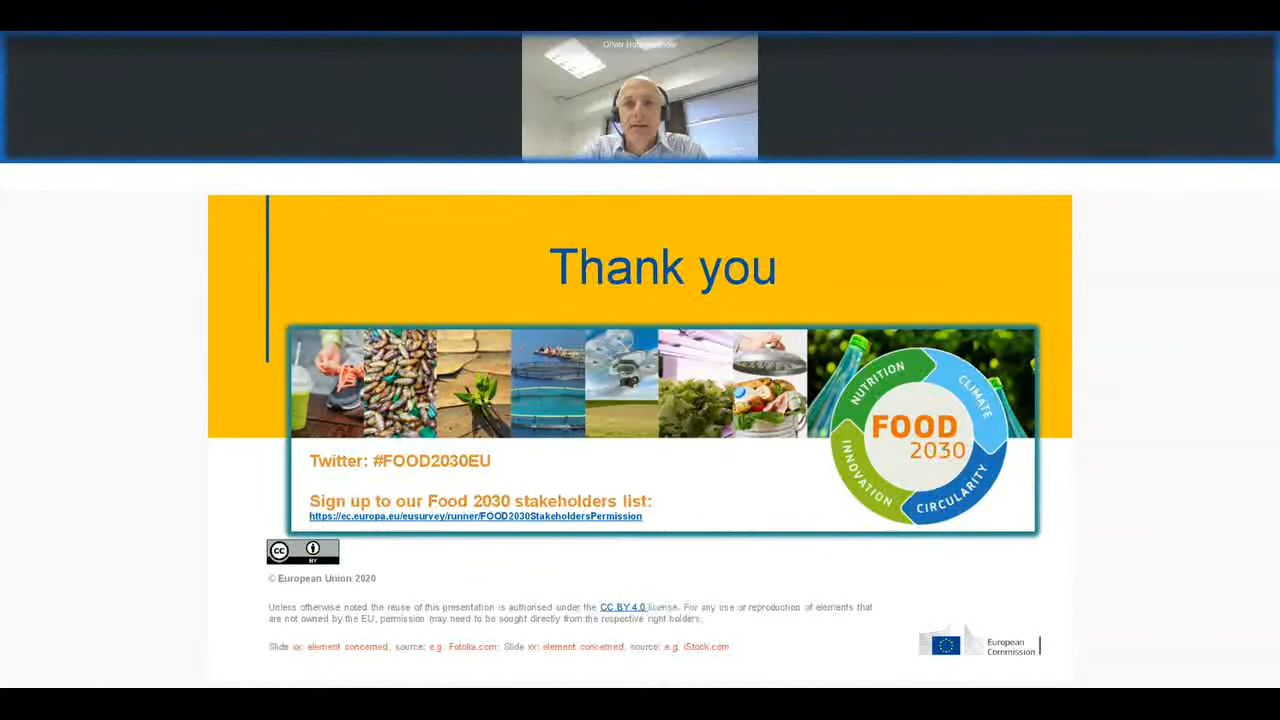 Oliver
Thank you
NUTRITION
CLIMATE
FOOD
2030
INNOVATION
CIRCULARITY
Twitter: #FOOD2030EU
Sign up to our Food 2030 stakeholders list:
https://ec.europa.eu/eusurvey/runner/FOOD2030StakeholdersPermission
cc
BY
© European Union, 2020
Unless otherwise noted the reuse of this presentation is authorised under the CC BY 4.0 license. For any use or reproduction of elements that
are not owned by the EU, permission may need to be sought directly from the respective right holders.
Slide xx: element concerned, source: e.g. Fotolia.com; Slide xx: element concerned, source: e.g. iStock.com
European
Commission